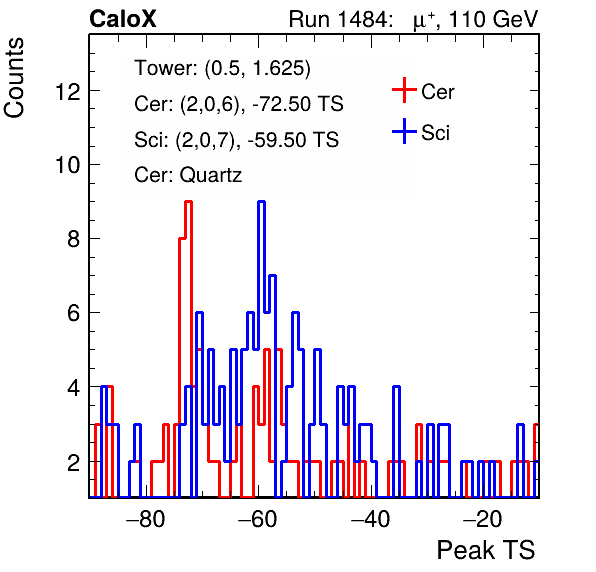 CaloX Run 1484: μ⁺, 110 GeV
Counts
Tower: (0.5, 1.625)
Cer: (2,0,6), -72.50 TS
Sci: (2,0,7), -59.50 TS
Cer: Quartz
Cer
Sci
12
10
8
6
4
2
−80 −60 −40 −20
Peak TS